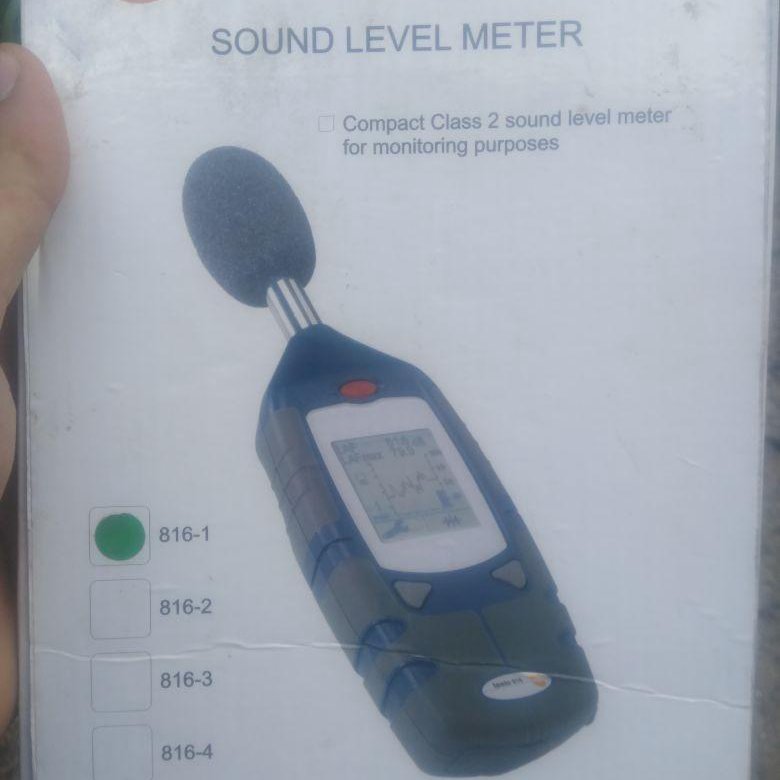 SOUND LEVEL METER
Compact Class 2 sound level meter
for monitoring purposes
816-1
816-2
816-3
816-4